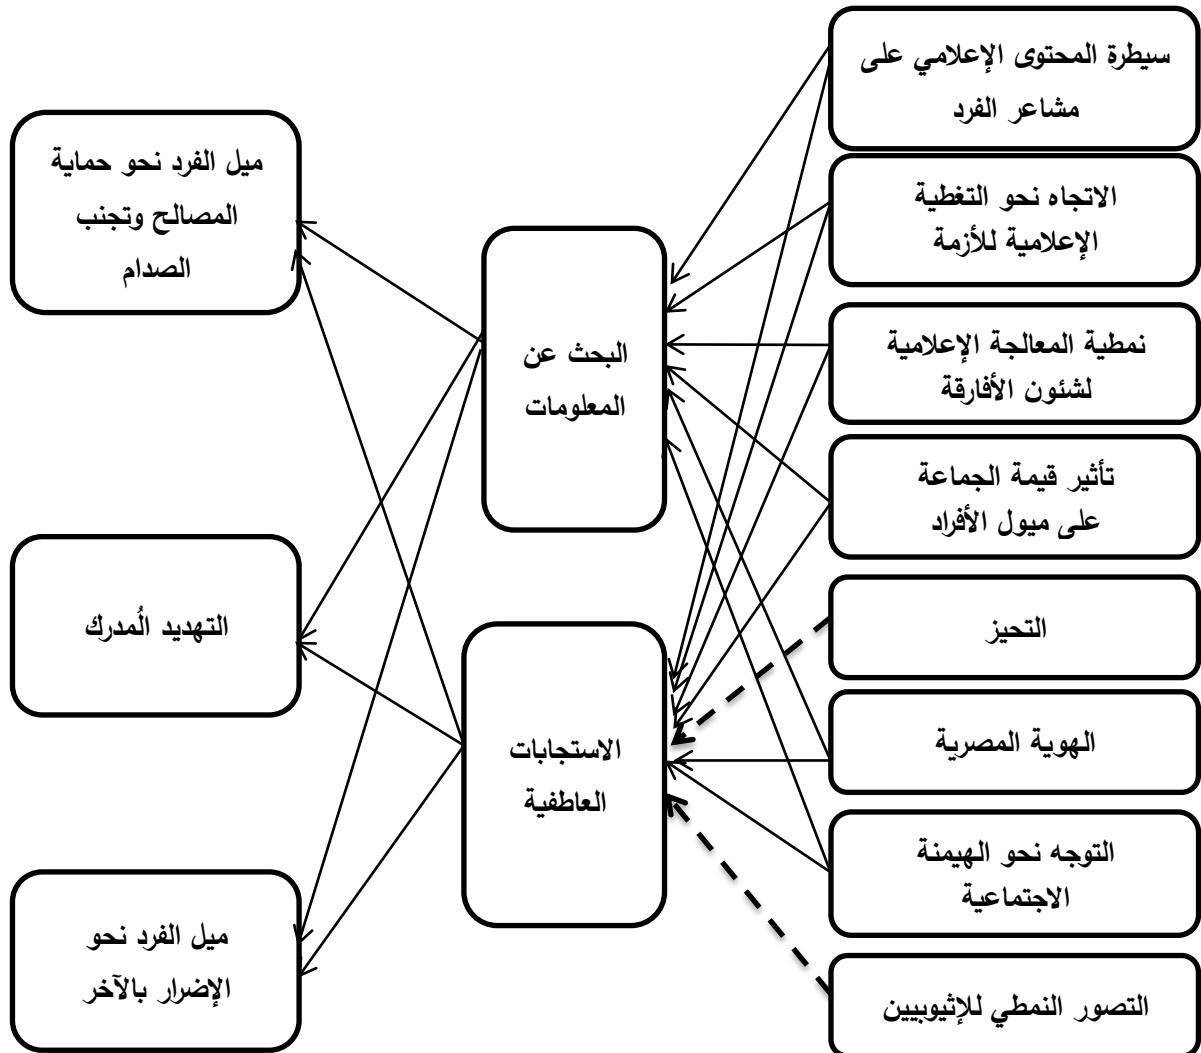 سيطرة المحتوى الإعلامي على
مشاعر الفرد
الاتجاه نحو التغطية
الإعلامية للأزمة
نمطية المعالجة الإعلامية
لشئون الأفارقة
تأثير قيمة الجماعة
على ميول الأفراد
التحيز
الهوية المصرية
التوجه نحو الهيمنة
الاجتماعية
التصور النمطي للإثيوبيين
البحث عن
المعلومات
الاستجابات
العاطفية
ميل الفرد نحو حماية
المصالح وتجنب
الصدام
التهديد الُمدرك
ميل الفرد نحو
الإضرار بالآخر